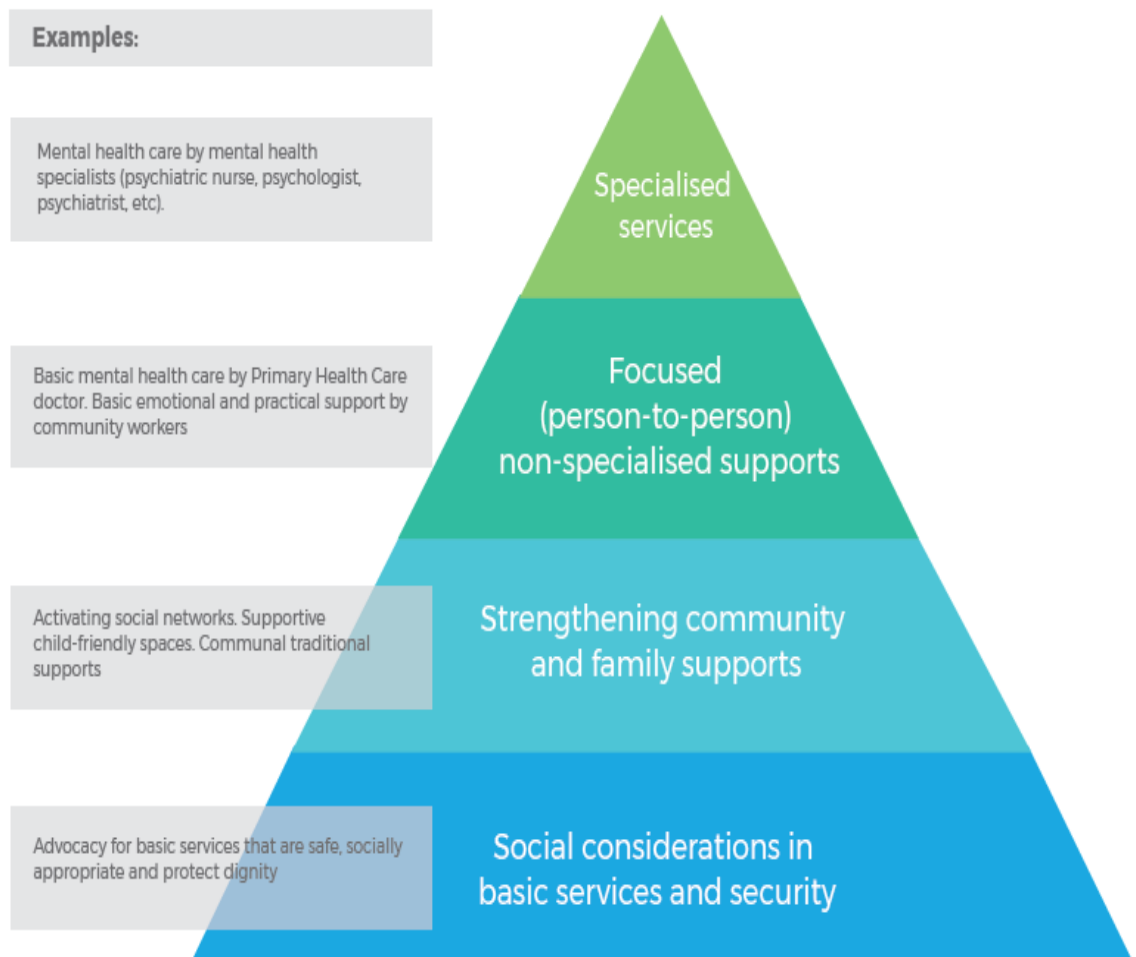 Examples:
Mental health care by mental health
specialists (psychiatric nurse, psychologist,
psychiatrist, etc).
Specialised
services
Basic mental health care by Primary Health Care
doctor. Basic emotional and practical support by
community workers
Focused
(person-to-person)
non-specialised supports
Activating social networks. Supportive
child-friendly spaces. Communal traditional
supports
Strengthening community
and family supports
Advocacy for basic services that are safe, socially
appropriate and protect dignity
Social considerations in
basic services and security